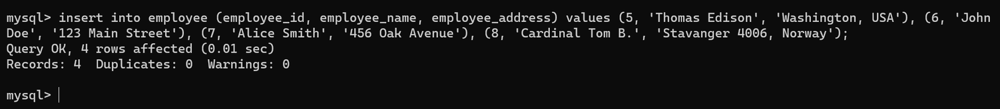 mysql> insert into employee (employee_id, employee_name, employee_address) values (5, 'Thomas Edison', 'Washington, USA'), (6, 'John
Doe', '123 Main Street'), (7, 'Alice Smith', '456 Oak Avenue'), (8, 'Cardinal Tom B.', 'Stavanger 4006, Norway');
Query OK, 4 rows affected (0.01 sec)
Records: 4  Duplicates: 0  Warnings: 0
mysql>